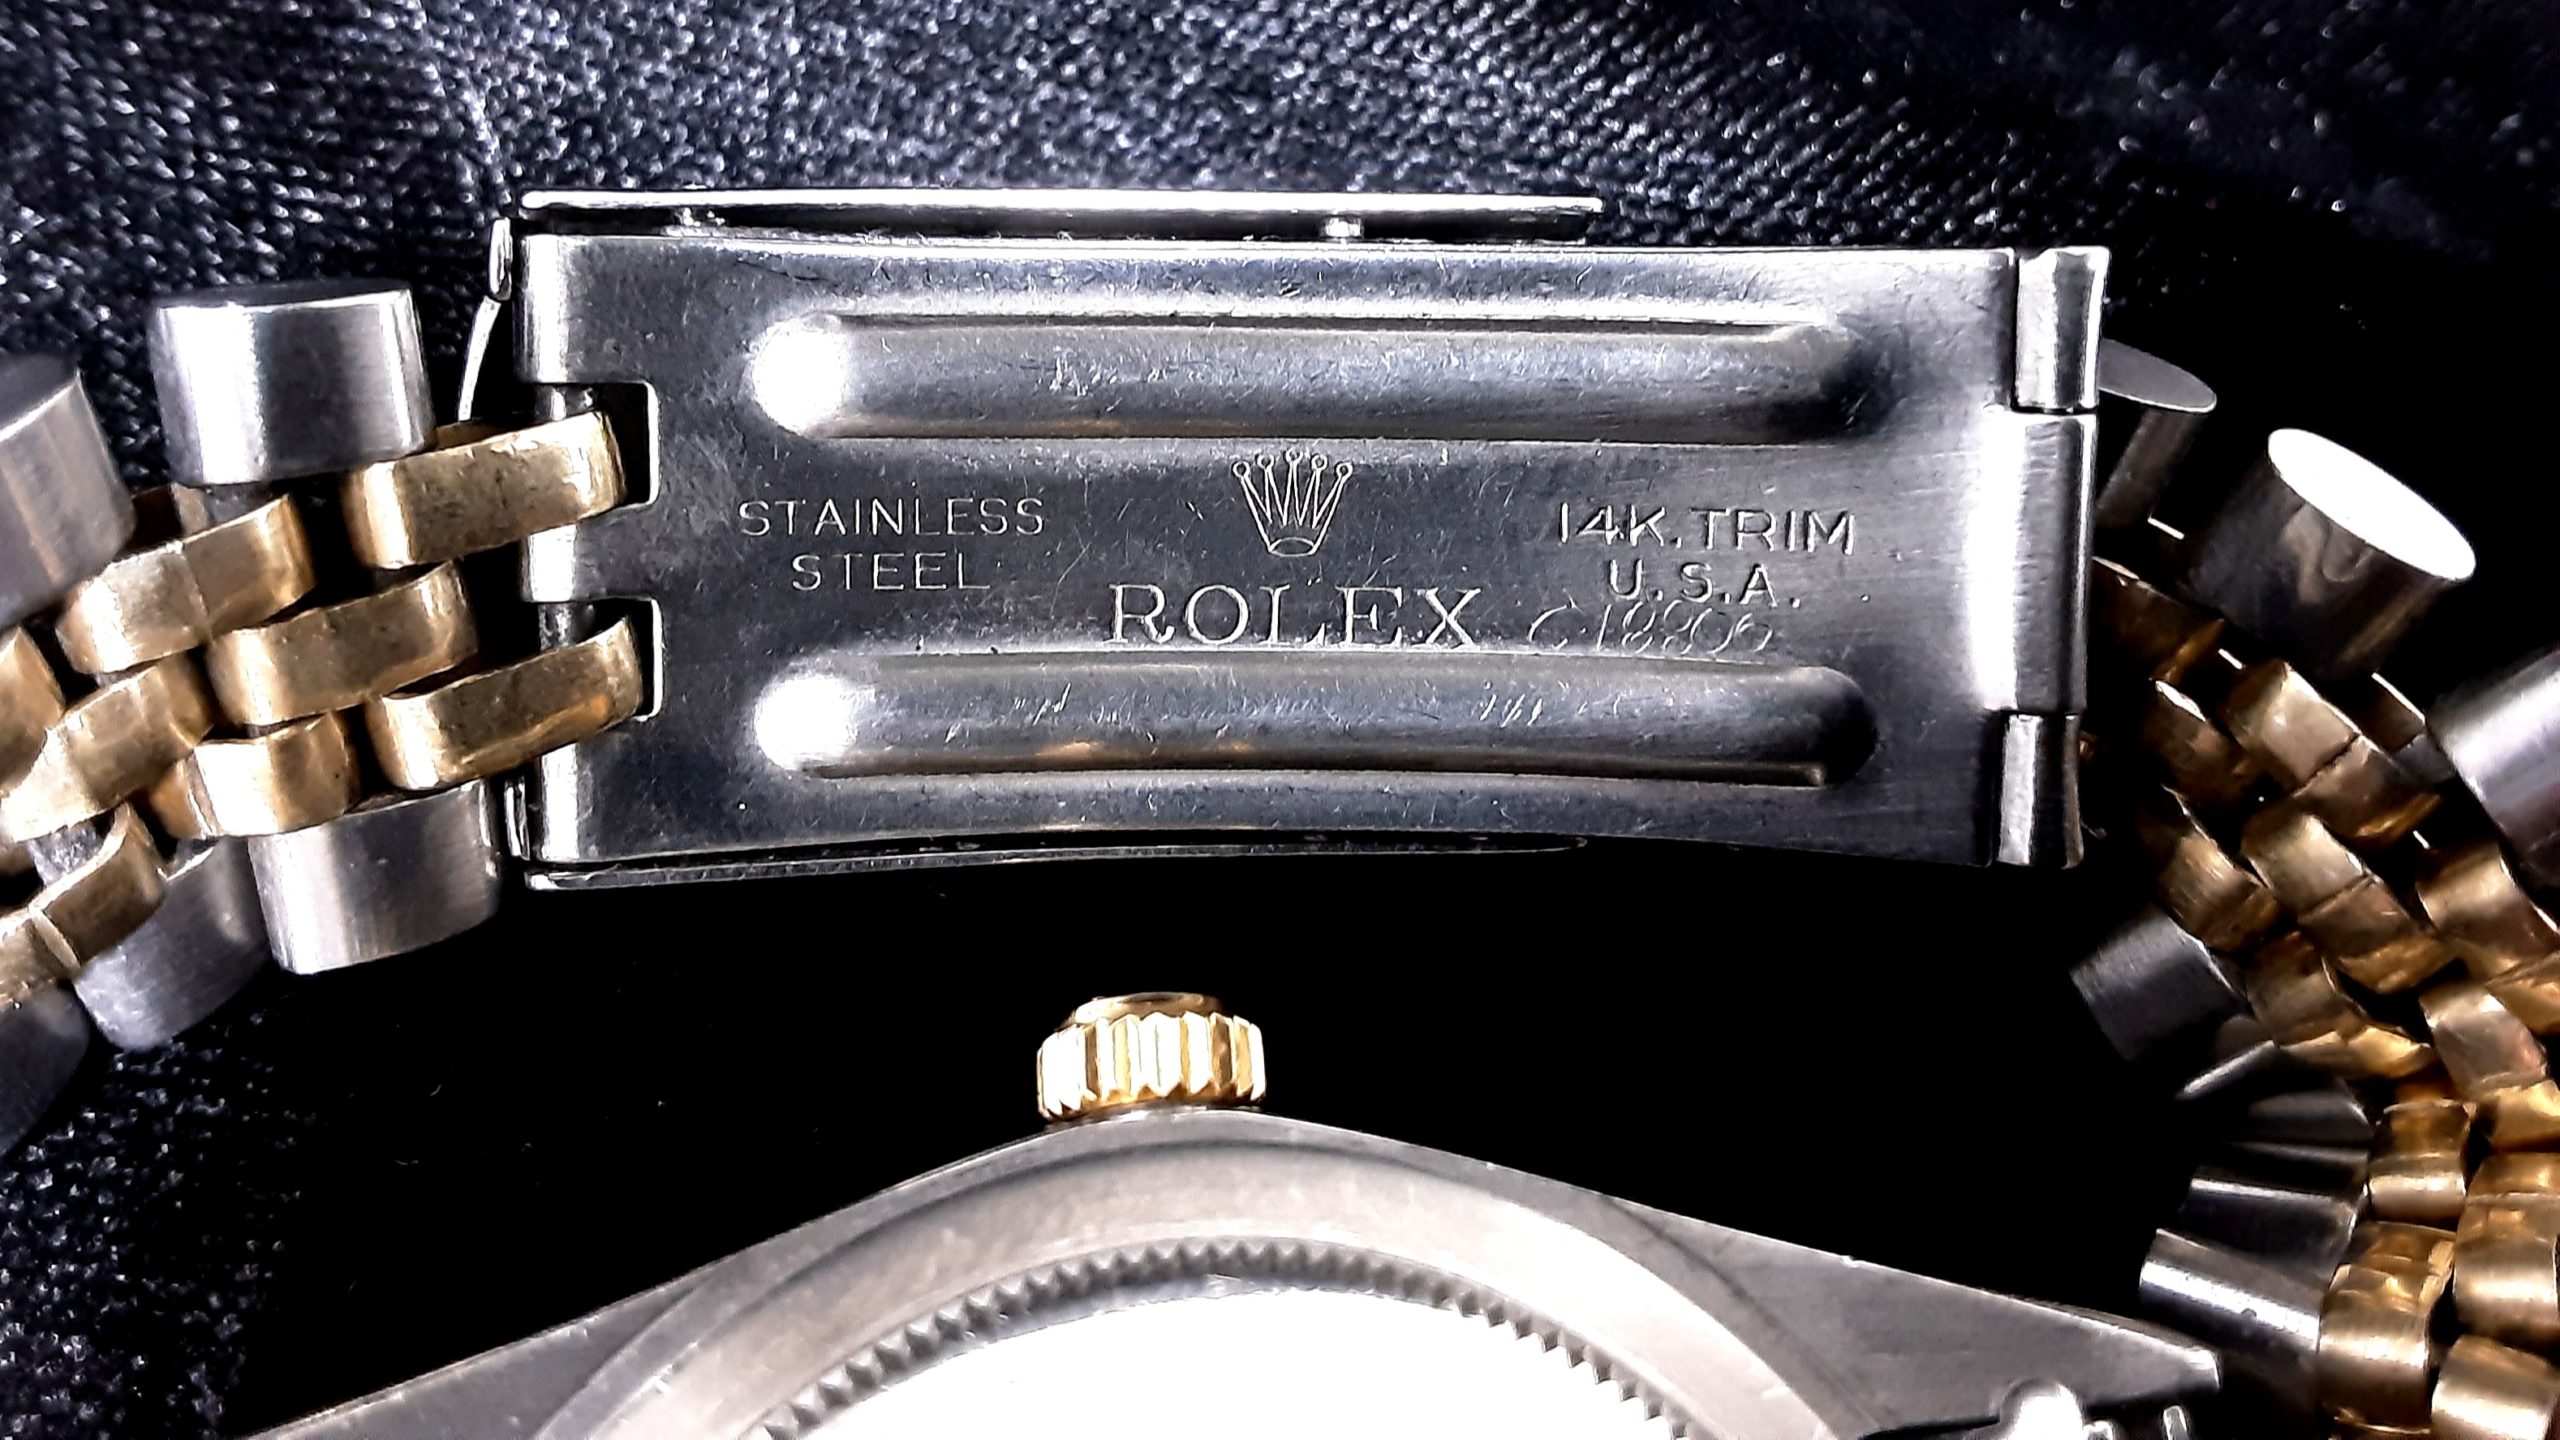 STAINLESS
STEEL
ROLEX
14K.TRIM
U.S.A.